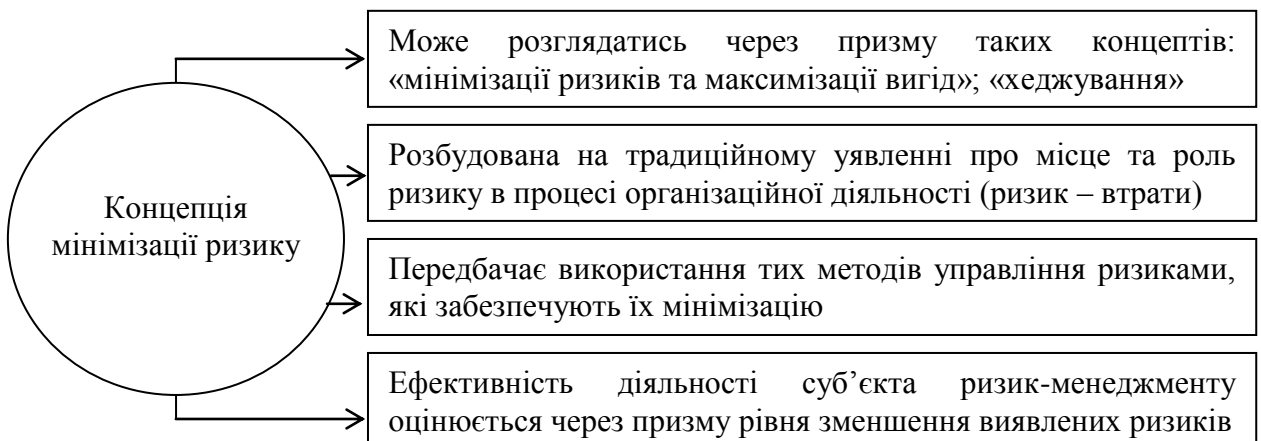 Концепція
мінімізації ризику
Може розглядатись через призму таких концептів:
«мінімізації ризиків та максимізації вигід»; «хеджування»
Розбудована на традиційному уявленні про місце та роль
ризику в процесі організаційної діяльності (ризик – втрати)
Передбачає використання тих методів управління ризиками,
які забезпечують їх мінімізацію
Ефективність діяльності суб’єкта ризик-менеджменту
оцінюється через призму рівня зменшення виявлених ризиків